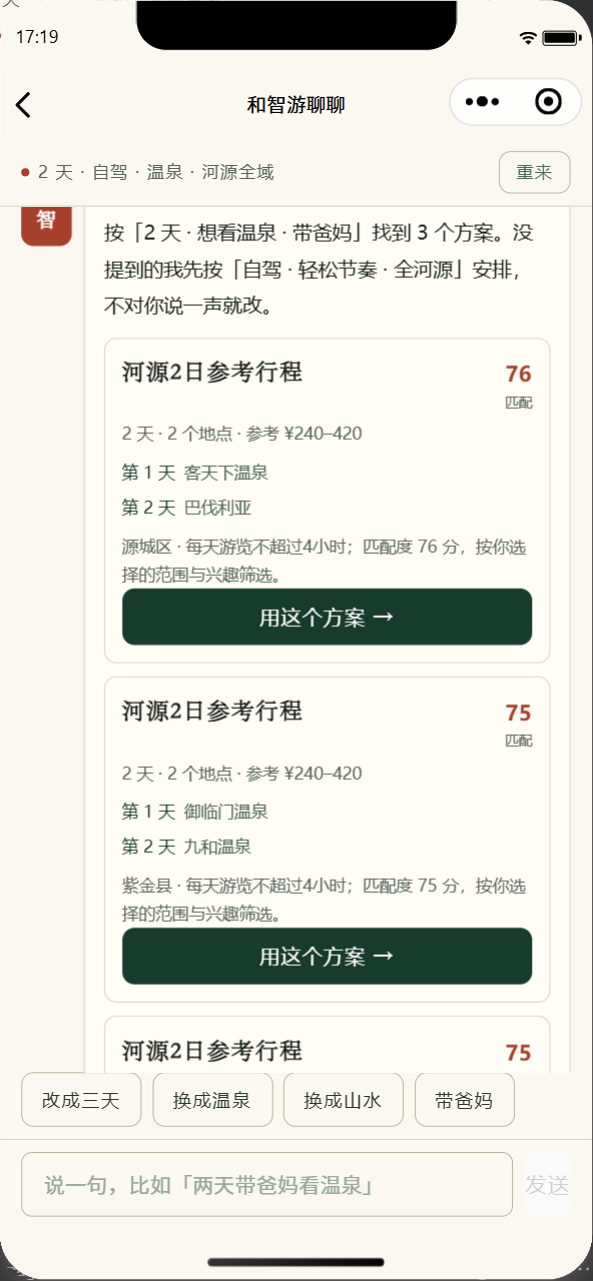 17:19
和智游聊聊
2 天 · 自驾 · 温泉 · 河源全域
重来
智
按「2 天 · 想看温泉 · 带爸妈」找到 3 个方案。没
提到的我先按「自驾 · 轻松节奏 · 全河源」安排，
不对你说一声就改。
河源2日参考行程
76
匹配
2 天 · 2 个地点 · 参考 ¥240–420
第 1 天 客天下温泉
第 2 天 巴伐利亚
源城区 · 每天游览不超过4小时；匹配度 76 分，按你选
择的范围与兴趣筛选。
用这个方案 →
河源2日参考行程
75
匹配
2 天 · 2 个地点 · 参考 ¥240–420
第 1 天 御临门温泉
第 2 天 九和温泉
紫金县 · 每天游览不超过4小时；匹配度 75 分，按你选
择的范围与兴趣筛选。
用这个方案 →
河源2日参考行程
75
改成三天
换成温泉
换成山水
带爸妈
说一句，比如「两天带爸妈看温泉」
发送